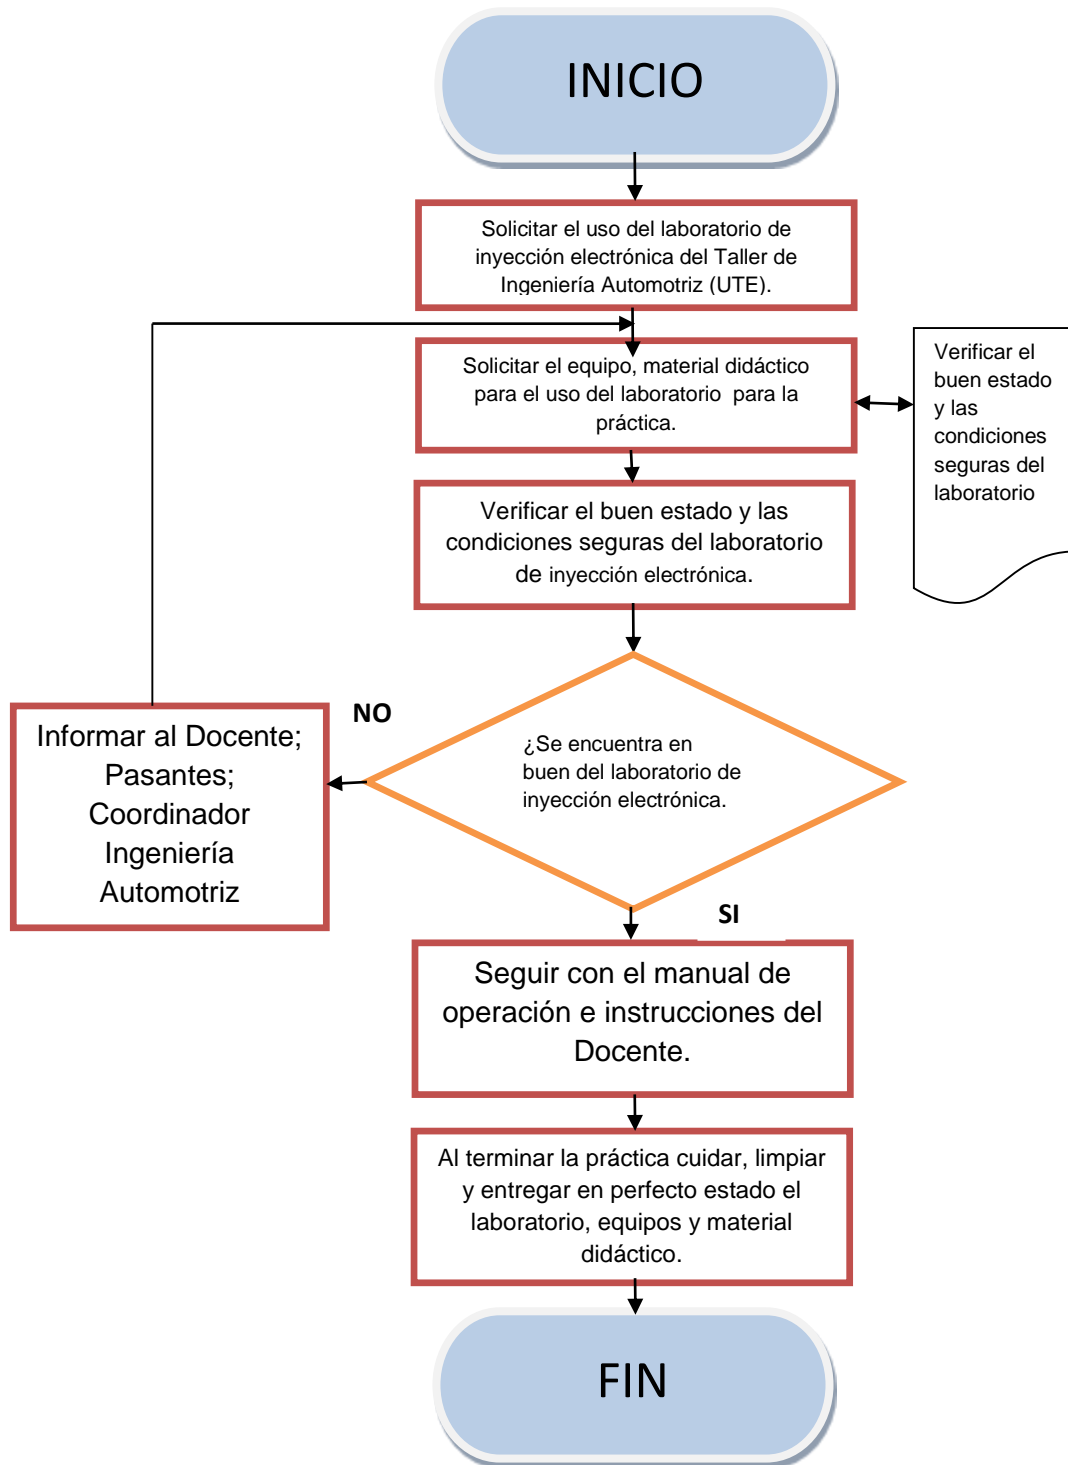 INICIO
Solicitar el uso del laboratorio de
inyección electrónica del Taller de
Ingeniería Automotriz (UTE).
Solicitar el equipo, material didáctico
para el uso del laboratorio para la
práctica.
Verificar el
buen estado
y las
condiciones
seguras del
laboratorio
Verificar el buen estado y las
condiciones seguras del laboratorio
de inyección electrónica.
¿Se encuentra en
buen del laboratorio de
inyección electrónica.
NO
Informar al Docente;
Pasantes;
Coordinador
Ingeniería
Automotriz
SI
Seguir con el manual de
operación e instrucciones del
Docente.
Al terminar la práctica cuidar, limpiar
y entregar en perfecto estado el
laboratorio, equipos y material
didáctico.
FIN